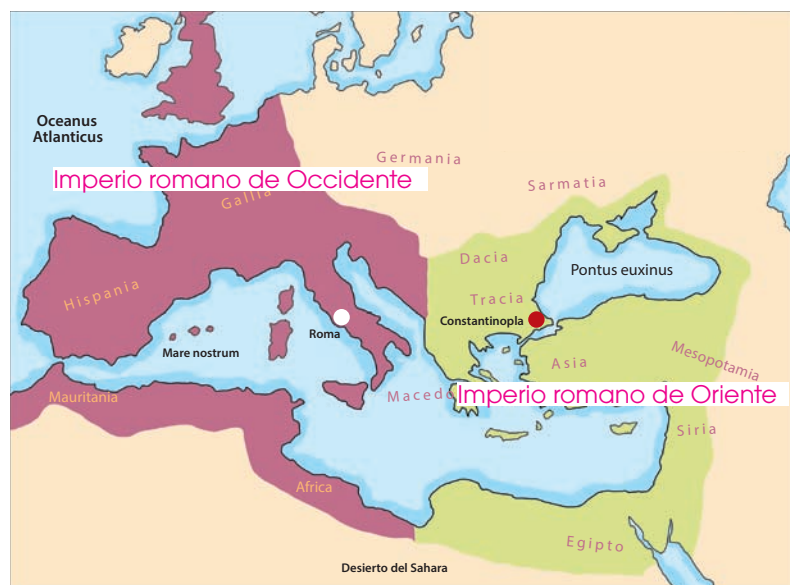 Oceanus
Atlanticus
Germania
Imperio romano de Occidente
Sarmatia
Gallia
Dacia
Pontus euxinus
Hispania
Tracia
Constantinopla
Roma
Mare nostrum
Asia
Mesopotamia
Mauritania
Imperio romano de Oriente
Siria
Africa
Egipto
Desierto del Sahara